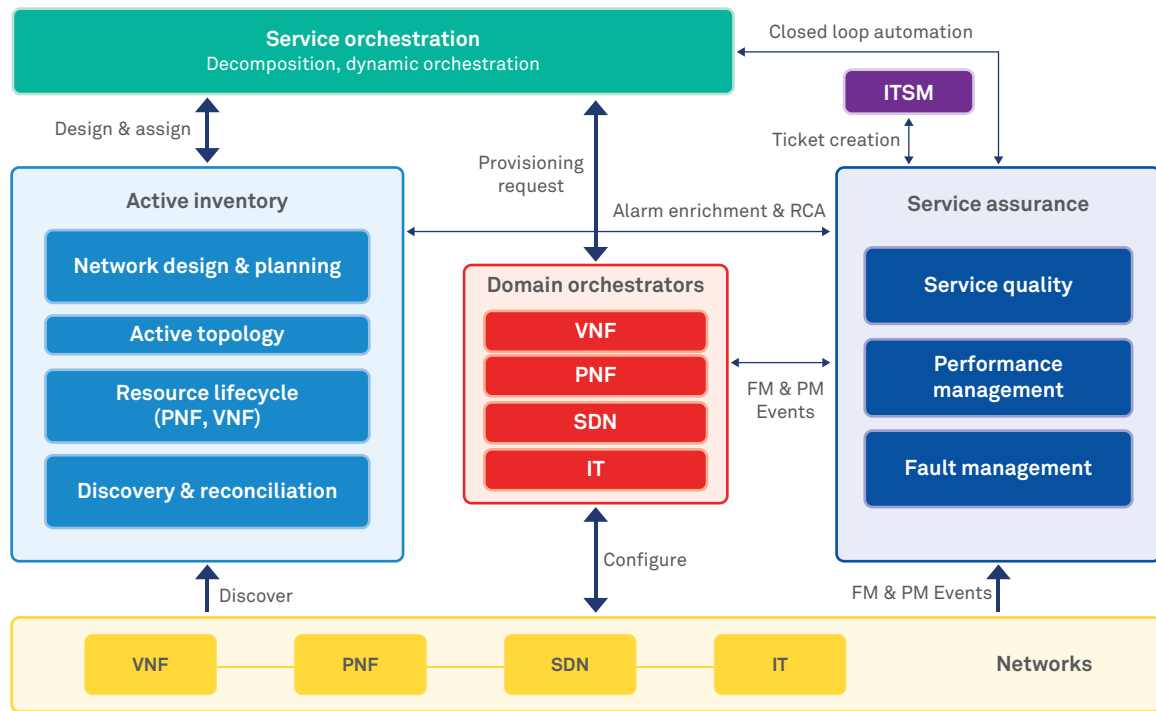 Service orchestration
Decomposition, dynamic orchestration
Closed loop automation
ITSM
Design & assign
Ticket creation
Provisioning
request
Active inventory
Alarm enrichment & RCA
Service assurance
Network design & planning
Active topology
Resource lifecycle
(PNF, VNF)
Discovery & reconciliation
Domain orchestrators
VNF
PNF
SDN
IT
FM & PM
Events
Service quality
Performance
management
Fault management
Discover
Configure
FM & PM Events
VNF
PNF
SDN
IT
Networks